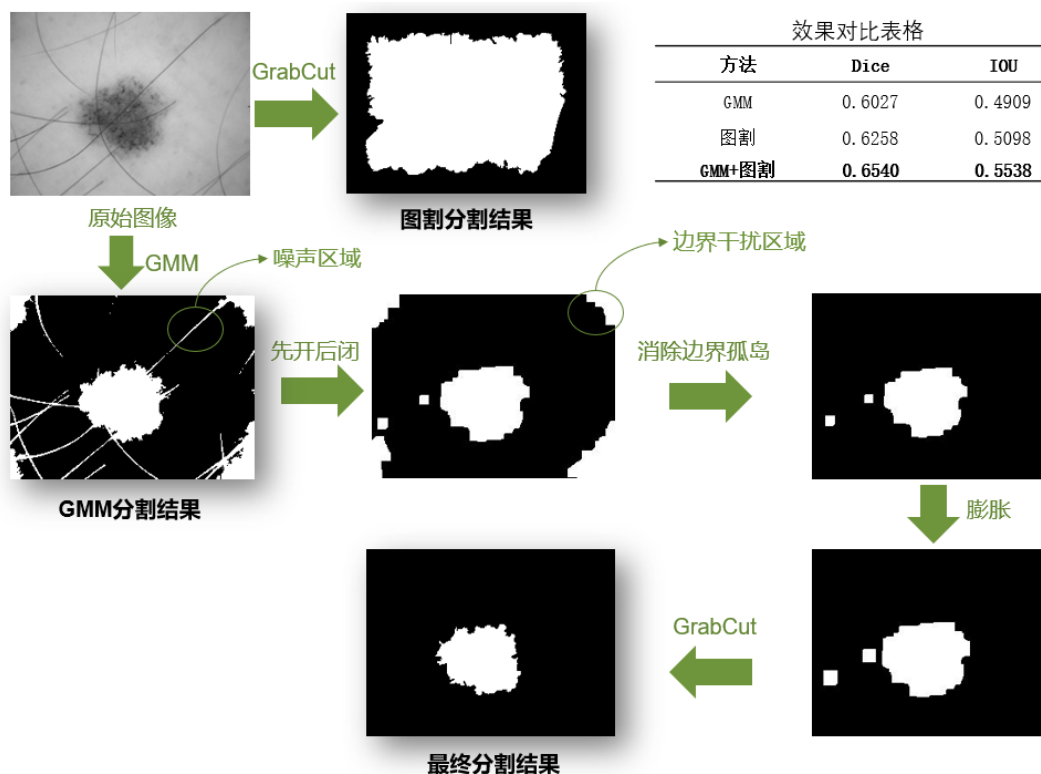 GrabCut
效果对比表格
方法 Dice IOU
GMM 0.6027 0.4909
图割 0.6258 0.5098
GMM+图割 0.6540 0.5538
原始图像
图割分割结果
GMM
噪声区域
边界干扰区域
先开后闭
消除边界孤岛
GMM分割结果
膨胀
GrabCut
最终分割结果